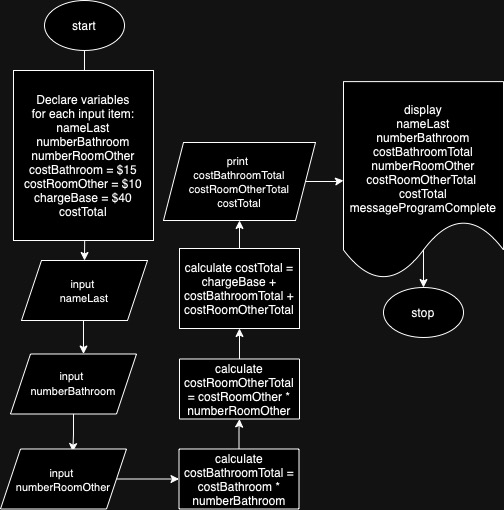 start
Declare variables
for each input item:
nameLast
numberBathroom
numberRoomOther
costBathroom = $15
costRoomOther = $10
chargeBase = $40
costTotal
input
nameLast
input
numberBathroom
input
numberRoomOther
calculate
costBathroomTotal =
costBathroom *
numberBathroom
calculate
costRoomOtherTotal
= costRoomOther *
numberRoomOther
calculate costTotal =
chargeBase +
costBathroomTotal +
costRoomOtherTotal
print
costBathroomTotal
costRoomOtherTotal
costTotal
display
nameLast
numberBathroom
costBathroomTotal
numberRoomOther
costRoomOtherTotal
costTotal
messageProgramComplete
stop